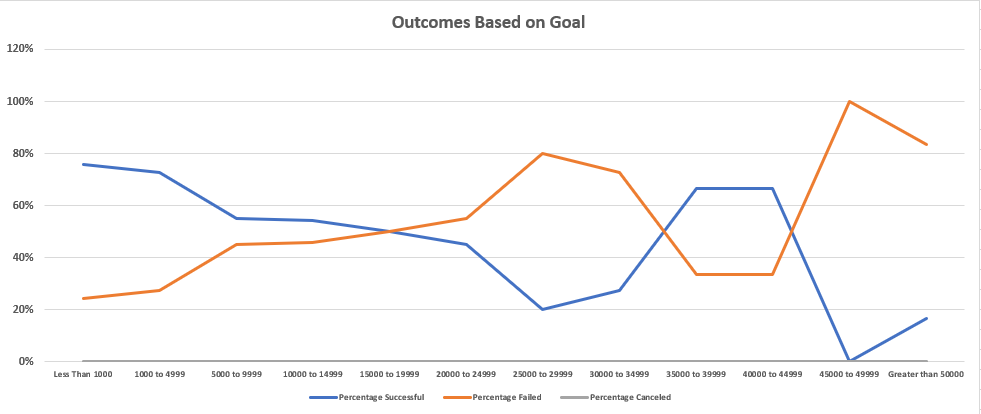 Outcomes Based on Goal
120%
100%
80%
60%
40%
20%
0%
Less Than 1000 1000 to 4999 5000 to 9999 10000 to 14999 15000 to 19999 20000 to 24999 25000 to 29999 30000 to 34999 35000 to 39999 40000 to 44999 45000 to 49999 Greater than 50000
Percentage Successful Percentage Failed Percentage Canceled